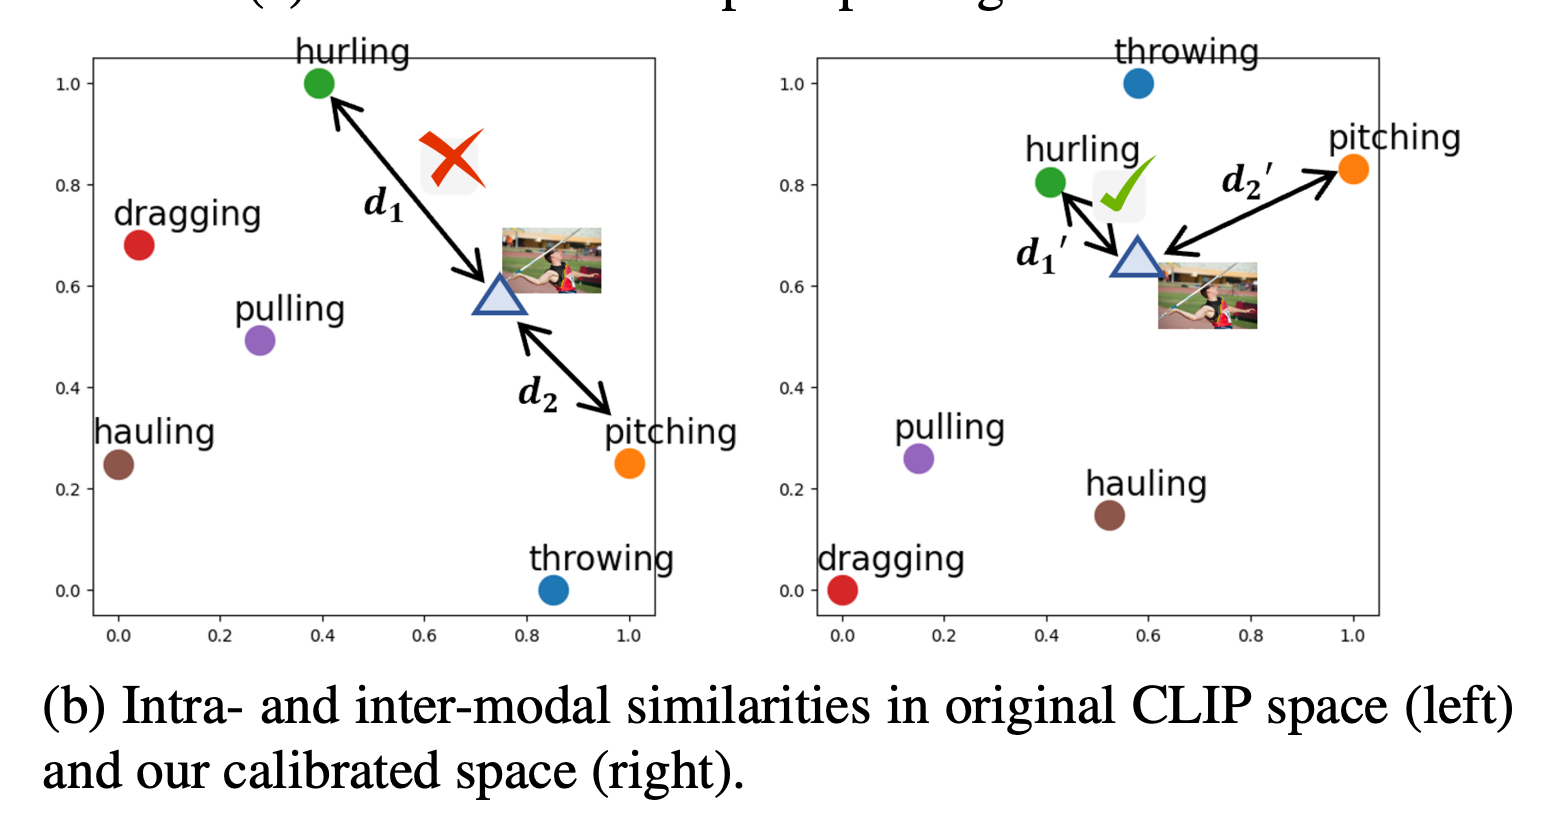 hurling
throwing
1.0
1.0
hurling
pitching
0.8
d₁
dragging
0.8
d₂′
d₁′
0.6
pulling
0.6
0.4
d₂
0.4
hauling
pitching
pulling
0.2
0.2
hauling
throwing
dragging
0.0
0.0
0.0 0.2 0.4 0.6 0.8 1.0
0.0 0.2 0.4 0.6 0.8 1.0
(b) Intra- and inter-modal similarities in original CLIP space (left)
and our calibrated space (right).